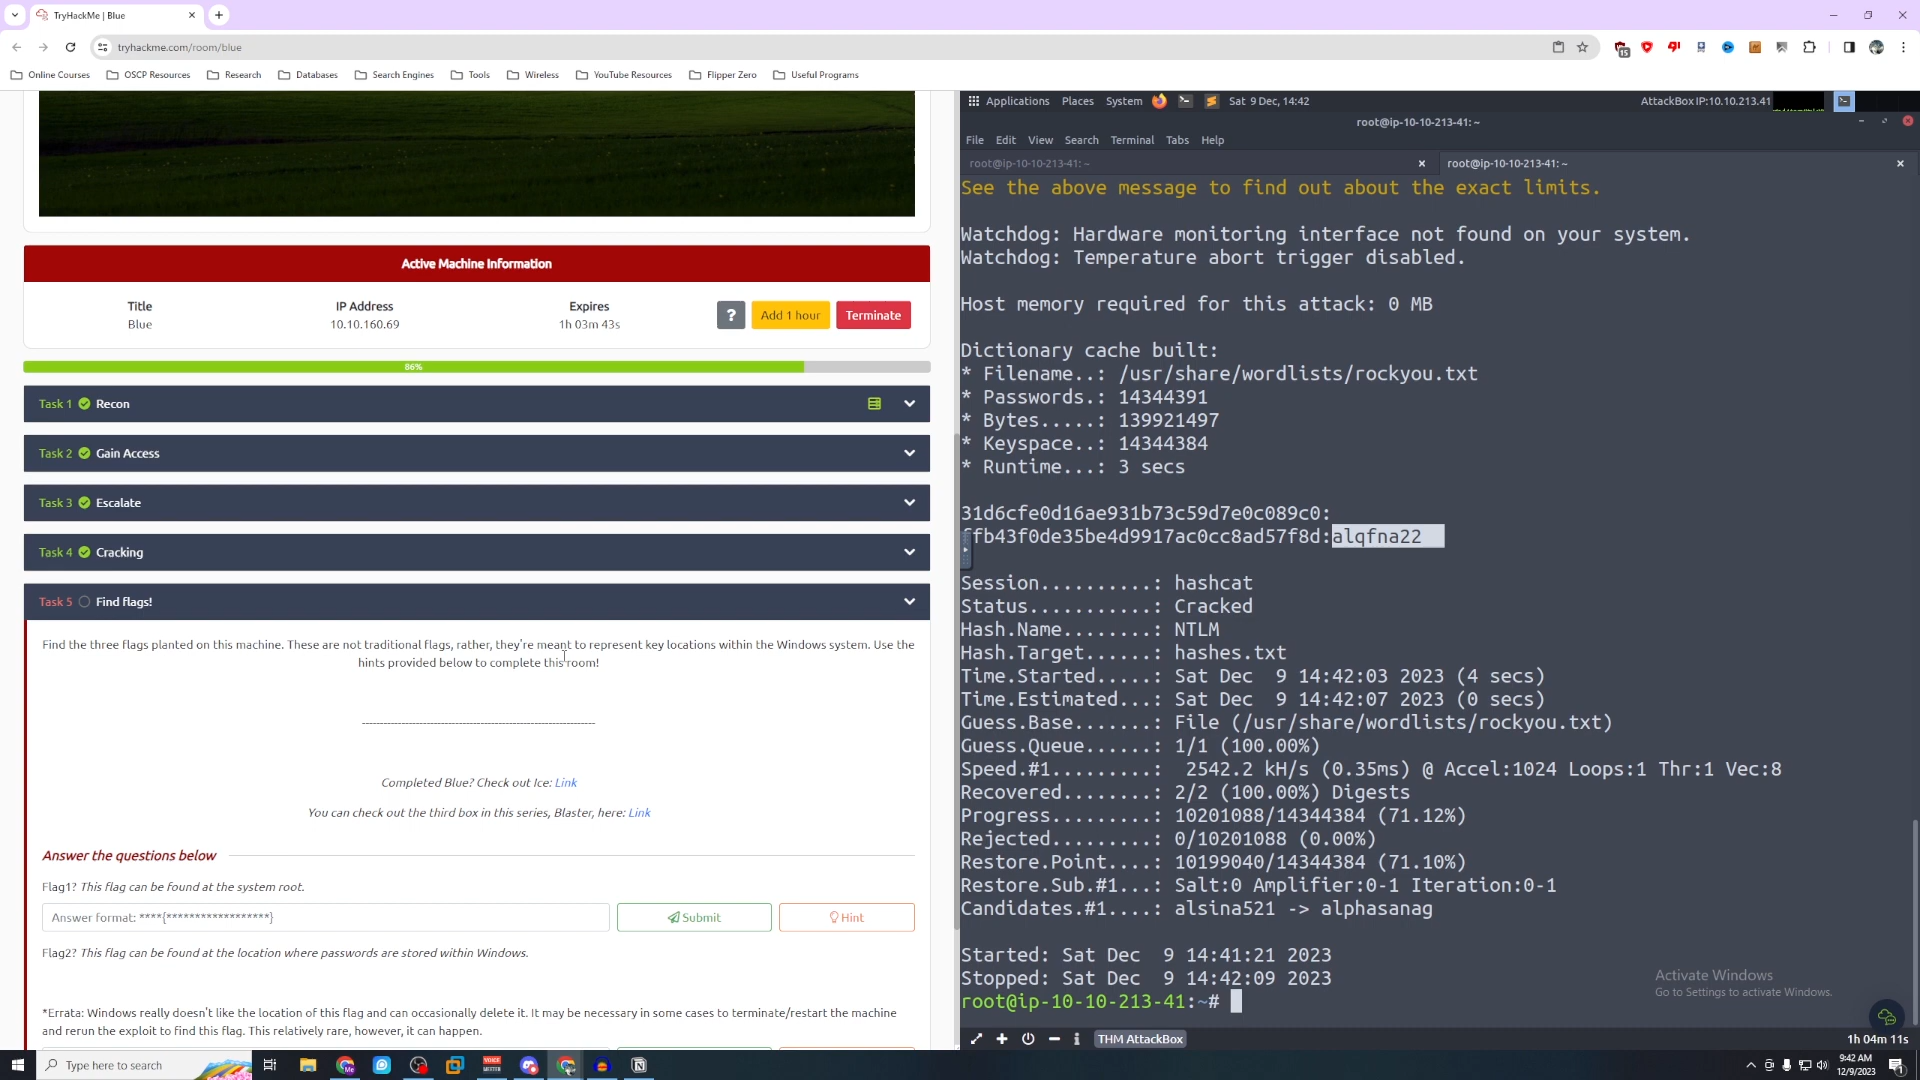 TryHackMe | Blue
tryhackme.com/room/blue
15
Online Courses
OSCP Resources
Research
Databases
Search Engines
Tools
Wireless
YouTube Resources
Flipper Zero
Useful Programs
Active Machine Information
Title
IP Address
Expires
Blue
10.10.160.69
1h 03m 43s
?
Add 1 hour
Terminate
86%
Task 1 Recon
Task 2 Gain Access
Task 3 Escalate
Task 4 Cracking
Task 5 Find flags!
Find the three flags planted on this machine. These are not traditional flags, rather, they're meant to represent key locations within the Windows system. Use the
hints provided below to complete this room!
-----------------------------------------------------------------
Completed Blue? Check out Ice: Link
You can check out the third box in this series, Blaster, here: Link
Answer the questions below
Flag1? This flag can be found at the system root.
Answer format: ****{******************}
Submit
Hint
Flag2? This flag can be found at the location where passwords are stored within Windows.
*Errata: Windows really doesn't like the location of this flag and can occasionally delete it. It may be necessary in some cases to terminate/restart the machine
and rerun the exploit to find this flag. This relatively rare, however, it can happen.
Applications Places System Sat 9 Dec, 14:42
AttackBox IP:10.10.213.41
root@ip-10-10-213-41: ~
File Edit View Search Terminal Tabs Help
root@ip-10-10-213-41: ~
root@ip-10-10-213-41: ~
See the above message to find out about the exact limits.
Watchdog: Hardware monitoring interface not found on your system.
Watchdog: Temperature abort trigger disabled.
Host memory required for this attack: 0 MB
Dictionary cache built:
* Filename..: /usr/share/wordlists/rockyou.txt
* Passwords.: 14344391
* Bytes.....: 139921497
* Keyspace..: 14344384
* Runtime...: 3 secs
31d6cfe0d16ae931b73c59d7e0c089c0:
ffb43f0de35be4d9917ac0cc8ad57f8d:alqfna22
Session..........: hashcat
Status...........: Cracked
Hash.Name........: NTLM
Hash.Target......: hashes.txt
Time.Started.....: Sat Dec  9 14:42:03 2023 (4 secs)
Time.Estimated...: Sat Dec  9 14:42:07 2023 (0 secs)
Guess.Base.......: File (/usr/share/wordlists/rockyou.txt)
Guess.Queue......: 1/1 (100.00%)
Speed.#1.........:  2542.2 kH/s (0.35ms) @ Accel:1024 Loops:1 Thr:1 Vec:8
Recovered........: 2/2 (100.00%) Digests
Progress.........: 10201088/14344384 (71.12%)
Rejected.........: 0/10201088 (0.00%)
Restore.Point....: 10199040/14344384 (71.10%)
Restore.Sub.#1...: Salt:0 Amplifier:0-1 Iteration:0-1
Candidates.#1....: alsina521 -> alphasanag
Started: Sat Dec  9 14:41:21 2023
Stopped: Sat Dec  9 14:42:09 2023
root@ip-10-10-213-41:~#
Activate Windows
Go to Settings to activate Windows.
THM AttackBox
1h 04m 11s
Type here to search
9:42 AM
12/9/2023